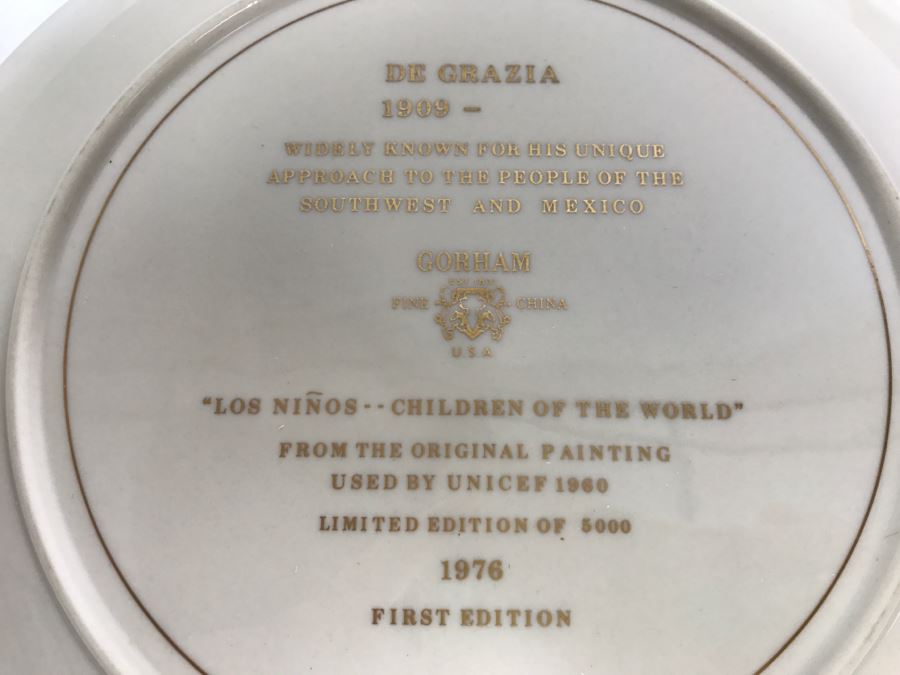 DE GRAZIA
1909 –
WIDELY KNOWN FOR HIS UNIQUE
APPROACH TO THE PEOPLE OF THE
SOUTHWEST AND MEXICO
GORHAM
FINE CHINA
U.S.A
"LOS NIÑOS -- CHILDREN OF THE WORLD"
FROM THE ORIGINAL PAINTING
USED BY UNICEF 1960
LIMITED EDITION OF 5000
1976
FIRST EDITION